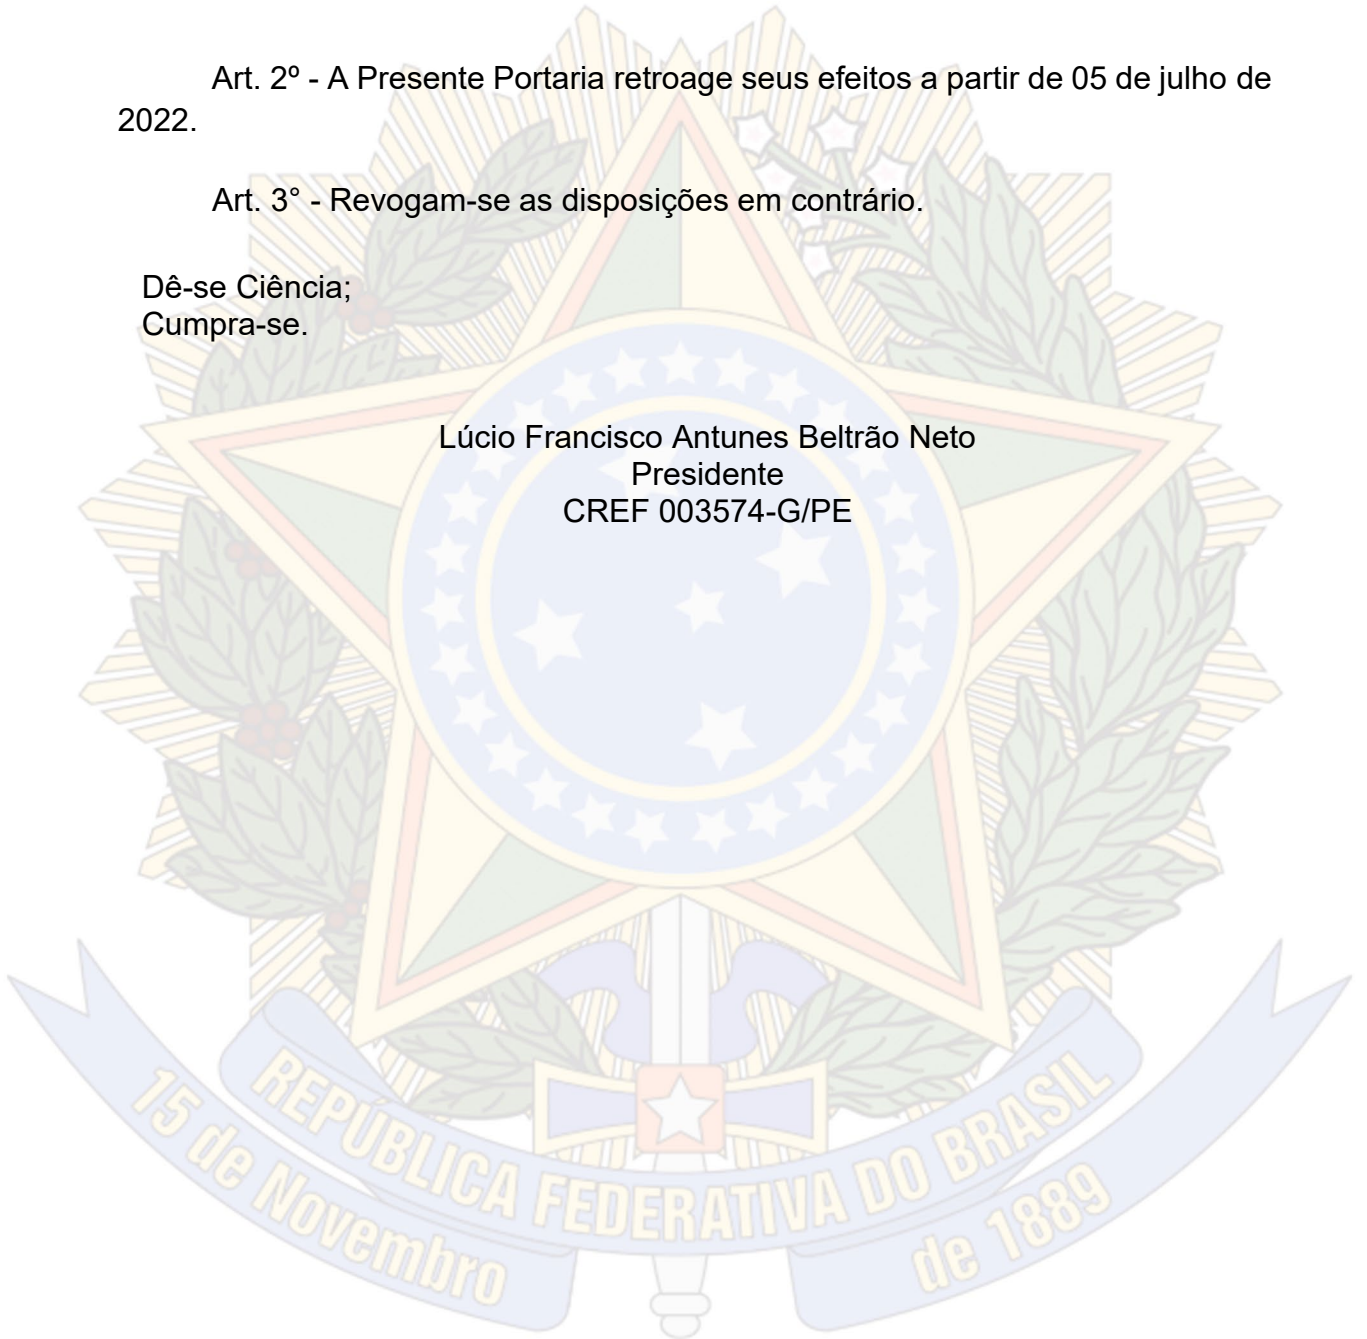 Art. 2º - A Presente Portaria retroage seus efeitos a partir de 05 de julho de
2022.
Art. 3° - Revogam-se as disposições em contrário.
Dê-se Ciência;
Cumpra-se.
Lúcio Francisco Antunes Beltrão Neto
Presidente
CREF 003574-G/PE
REPÚBLICA FEDERATIVA DO BRASIL
15 de Novembro
de 1889